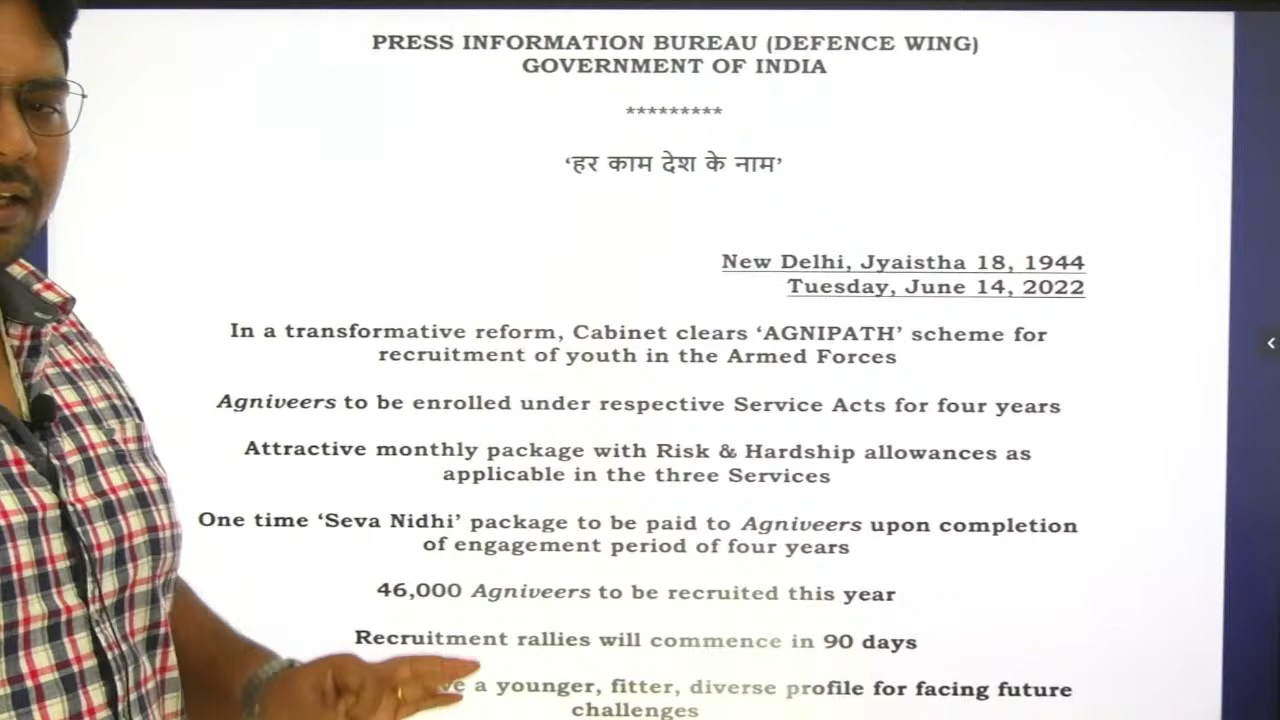 PRESS INFORMATION BUREAU (DEFENCE WING)
GOVERNMENT OF INDIA
*********
‘हर काम देश के नाम’
New Delhi, Jyaistha 18, 1944
Tuesday, June 14, 2022
In a transformative reform, Cabinet clears ‘AGNIPATH’ scheme for
recruitment of youth in the Armed Forces
Agniveers to be enrolled under respective Service Acts for four years
Attractive monthly package with Risk & Hardship allowances as
applicable in the three Services
One time ‘Seva Nidhi’ package to be paid to Agniveers upon completion
of engagement period of four years
46,000 Agniveers to be recruited this year
Recruitment rallies will commence in 90 days
a younger, fitter, diverse profile for facing future
challenges